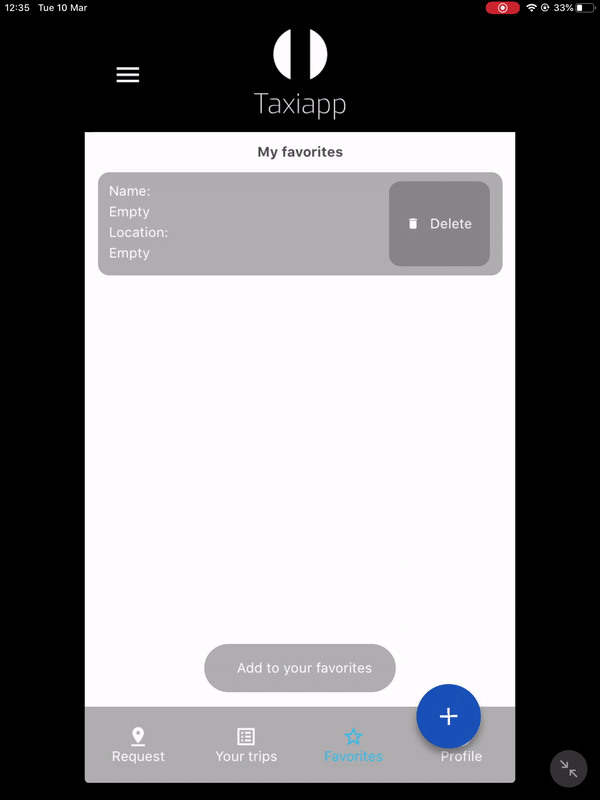 12:35 Tue 10 Mar 33%
Taxiapp
My favorites
Name:
Empty
Location:
Empty
Delete
Add to your favorites
Request Your trips Favorites Profile